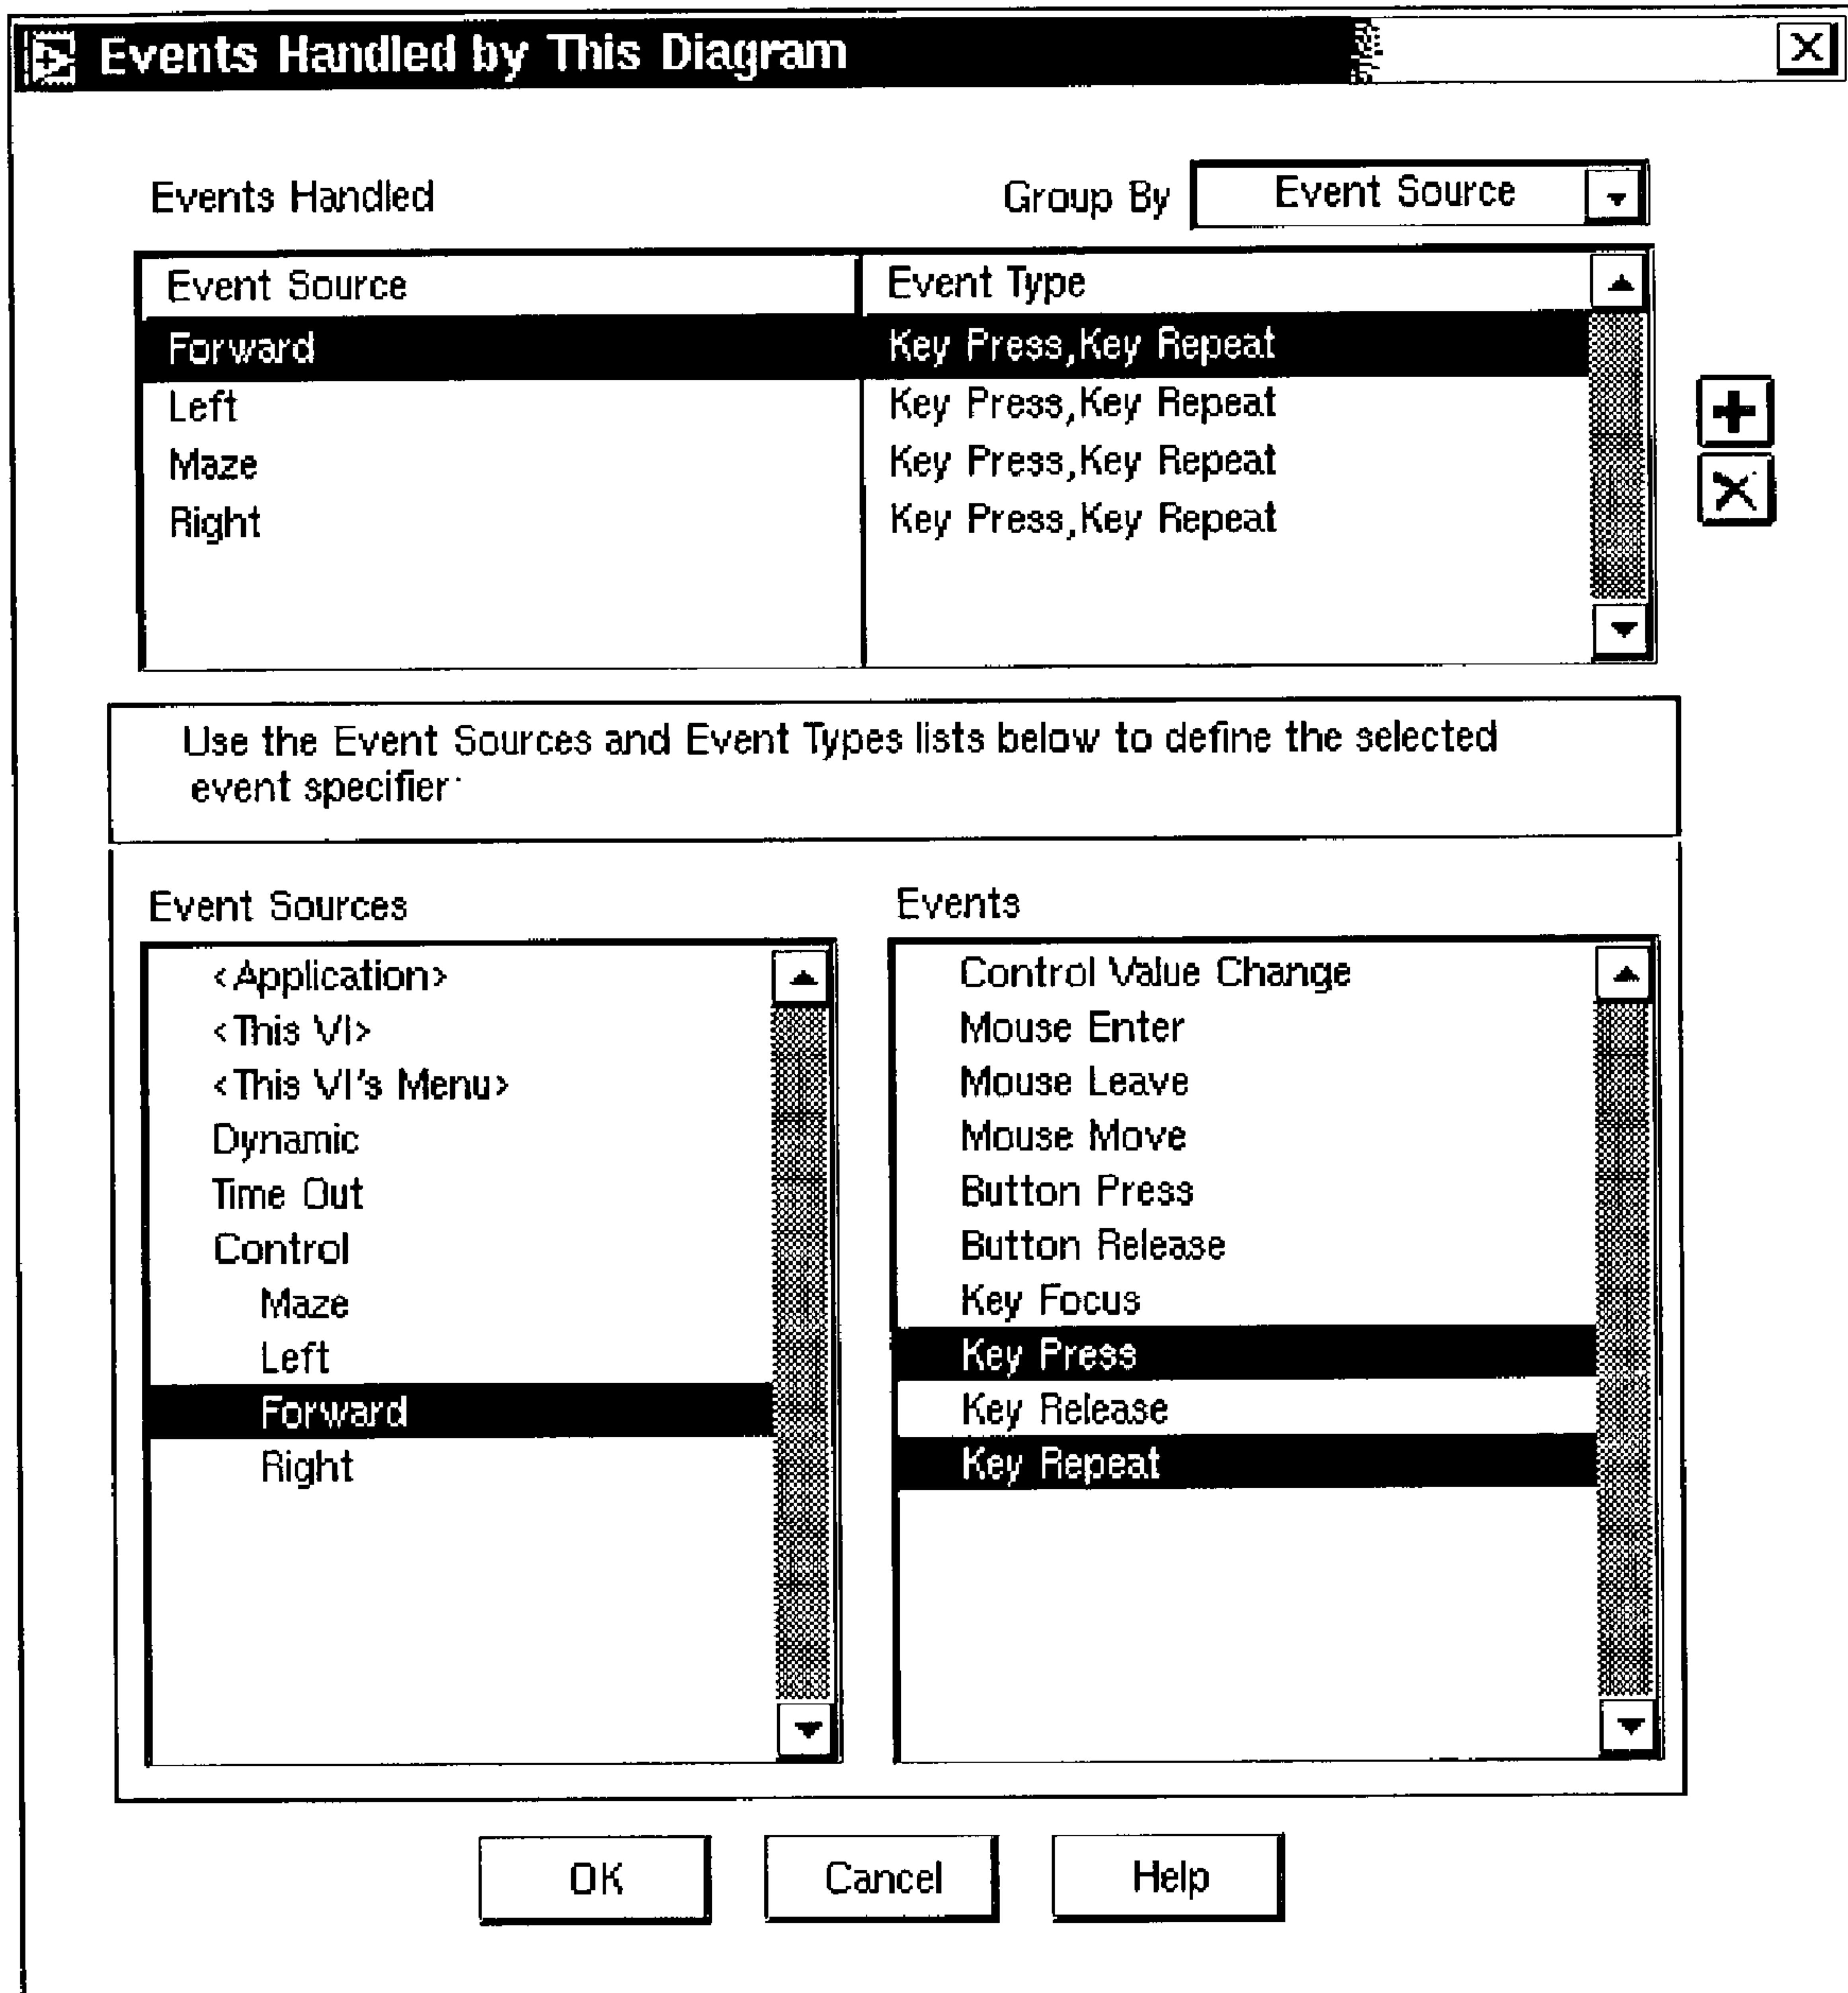 Events Handled by This Diagram
Events Handled
Group By Event Source
Event Source Event Type
Forward Key Press,Key Repeat
Left Key Press,Key Repeat
Maze Key Press,Key Repeat
Right Key Press,Key Repeat
Use the Event Sources and Event Types lists below to define the selected
event specifier
Event Sources
<Application>
<This VI>
<This VI's Menu>
Dynamic
Time Out
Control
Maze
Left
Forward
Right
Events
Control Value Change
Mouse Enter
Mouse Leave
Mouse Move
Button Press
Button Release
Key Focus
Key Press
Key Release
Key Repeat
OK Cancel Help